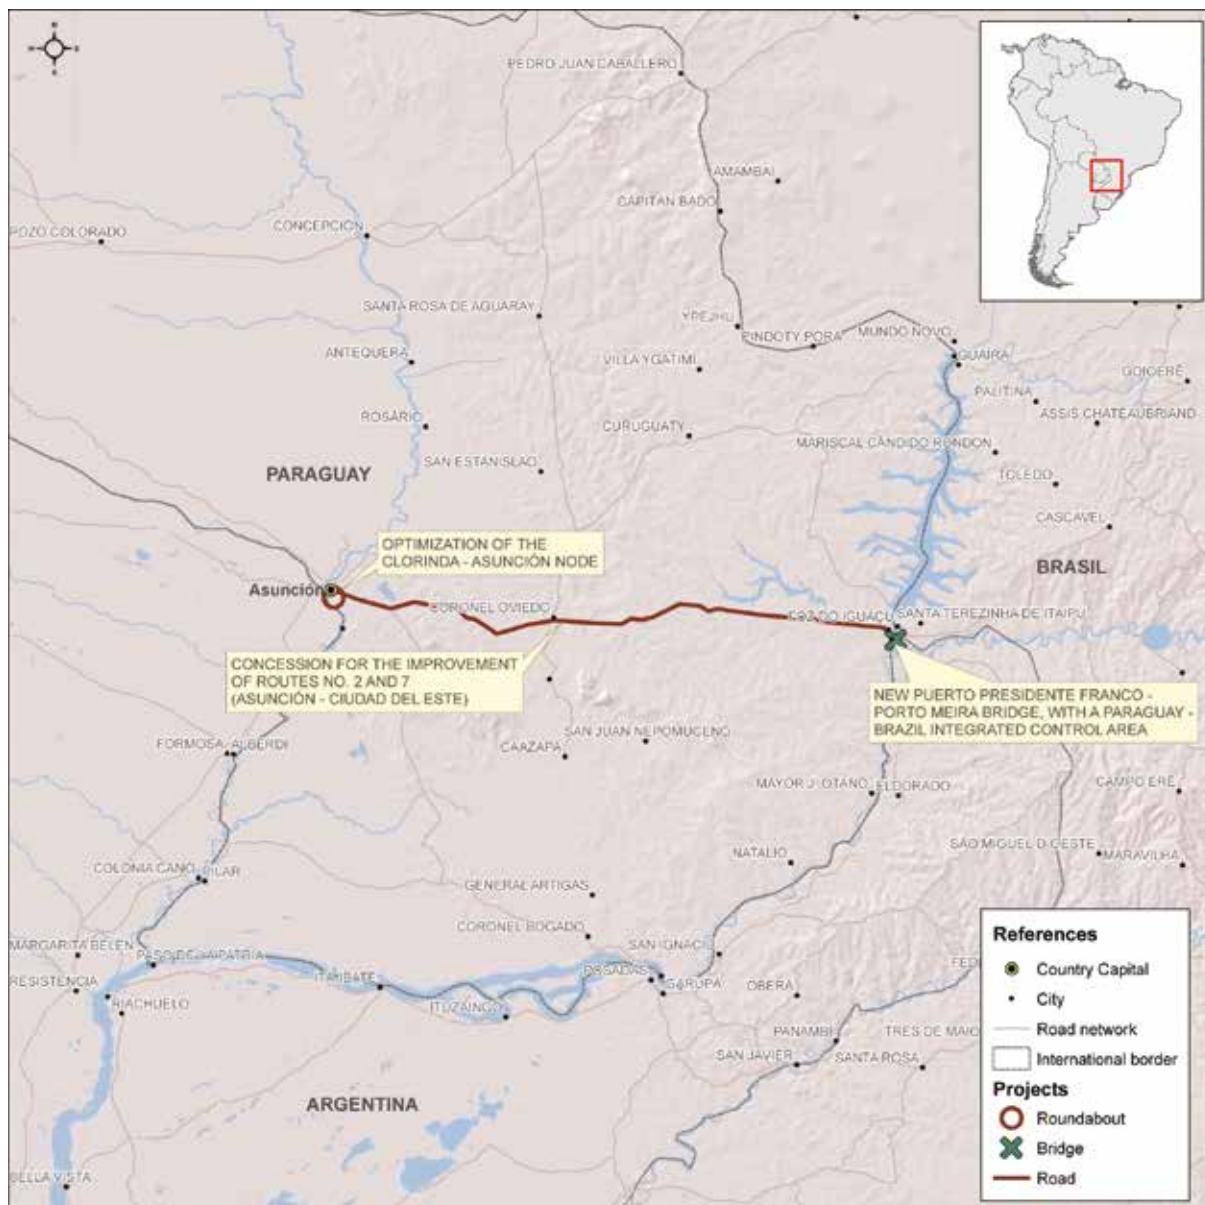 N
PEDRO JUAN CABALLERO
AMAMBAI
CAPITAN BADO
CONCEPCION
POZO COLORADO
SANTA ROSA DE AGUARAY
YPEJHU
PINDOTY PORA
MUNDO NOVO
GUAIRA
ANTEQUERA
VILLA YGATIMI
GOIOERÊ
PALITINA
ASSIS CHATEAUBRIAND
ROSÁRIO
CURUGUATY
MARISCAL CÂNDIDO RONDON
SAN ESTANISLAO
TOLEDO
PARAGUAY
CASCAVEL
OPTIMIZATION OF THE
CLORINDA - ASUNCIÓN NODE
BRASIL
Asunción
CORONEL OVIEDO
FOZ DO IGUAÇU
SANTA TEREZINHA DE ITAIPU
CONCESSION FOR THE IMPROVEMENT
OF ROUTES NO. 2 AND 7
(ASUNCIÓN - CIUDAD DEL ESTE)
NEW PUERTO PRESIDENTE FRANCO -
PORTO MEIRA BRIDGE, WITH A PARAGUAY -
BRAZIL INTEGRATED CONTROL AREA
FORMOSA
ALBERDI
CAAZAPA
SAN JUAN NEPOMUCENO
MAYOR J. OTAÑO
ELDORADO
CAMPO ERÊ
SÃO MIGUEL D OESTE
MARAVILHA
COLONIA CANO
PILAR
NATALIO
GENERAL ARTIGAS
CORONEL BOGADO
MARGARITA BELEN
PASO DE LA PATRIA
SAN IGNACIO
RESISTENCIA
ITA IBATE
POSADAS
GARUPA
OBERA
RIACHUELO
ITUZAINGO
PANAMBI
TRES DE MAIO
SAN JAVIER
SANTA ROSA
ARGENTINA
BELLA VISTA
References
Country Capital
City
Road network
International border
Projects
Roundabout
Bridge
Road